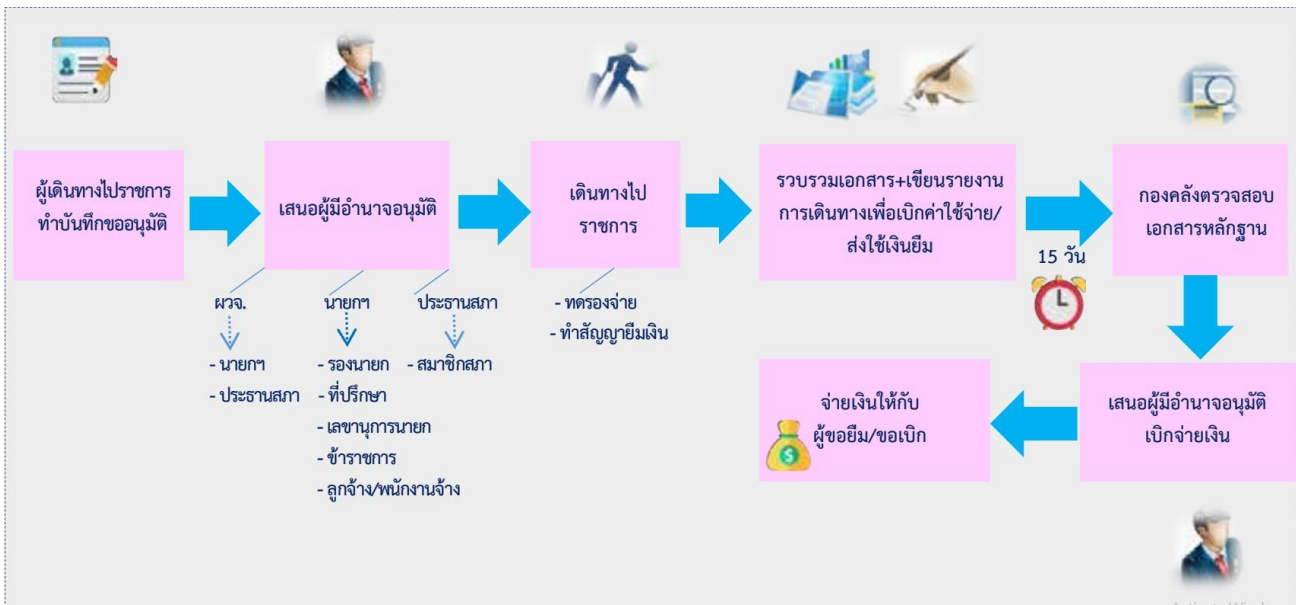 ผู้เดินทางไปราชการ
ทำบันทึกขออนุมัติ
เสนอผู้มีอำนาจอนุมัติ
เดินทางไป
ราชการ
รวบรวมเอกสาร+เขียนรายงาน
การเดินทางเพื่อเบิกค่าใช้จ่าย/
ส่งใช้เงินยืม
15 วัน
กองคลังตรวจสอบ
เอกสารหลักฐาน
ผวจ.
- นายกฯ
- ประธานสภา
นายกฯ
- รองนายก
- ที่ปรึกษา
- เลขานุการนายก
- ข้าราชการ
- ลูกจ้าง/พนักงานจ้าง
ประธานสภา
- สมาชิกสภา
- ทดรองจ่าย
- ทำสัญญายืมเงิน
เสนอผู้มีอำนาจอนุมัติ
เบิกจ่ายเงิน
จ่ายเงินให้กับ
ผู้ขอยืม/ขอเบิก